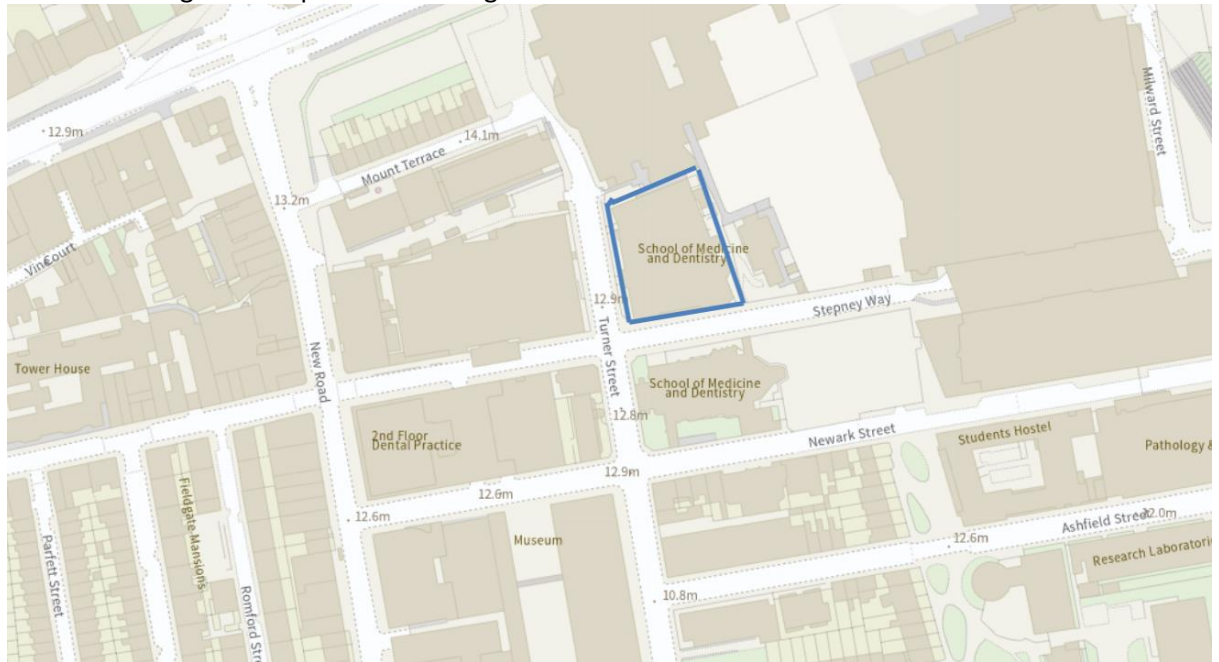 12.9m
14.1m
Mount Terrace
13.2m
Milward Street
Vine Court
School of Medicine
and Dentistry
12.9m
Stepney Way
Turner Street
New Road
Tower House
School of Medicine
and Dentistry
12.8m
2nd Floor
Dental Practice
Newark Street
Students Hostel
Pathology &
12.9m
12.6m
Fieldgate Mansions
12.6m
Museum
12.0m
Ashfield Street
12.6m
Parfett Street
Romford Stre
Research Laboratori
10.8m